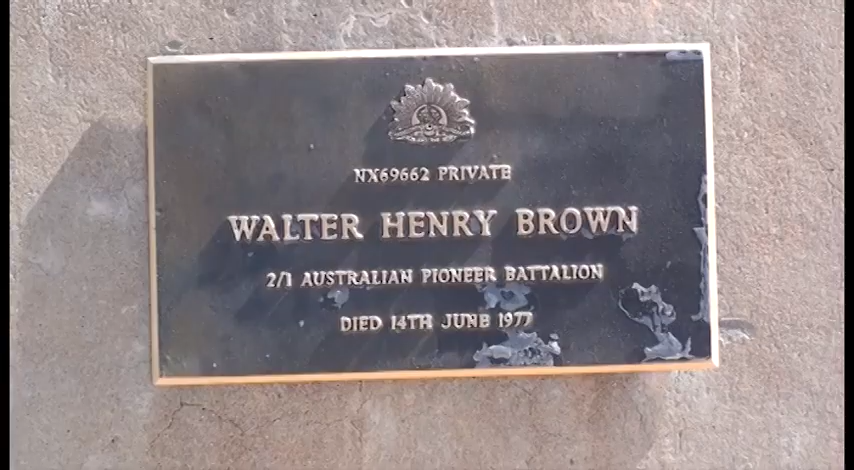 NX69662 PRIVATE
WALTER HENRY BROWN
2/1 AUSTRALIAN PIONEER BATTALION
DIED 14TH JUNE 1977